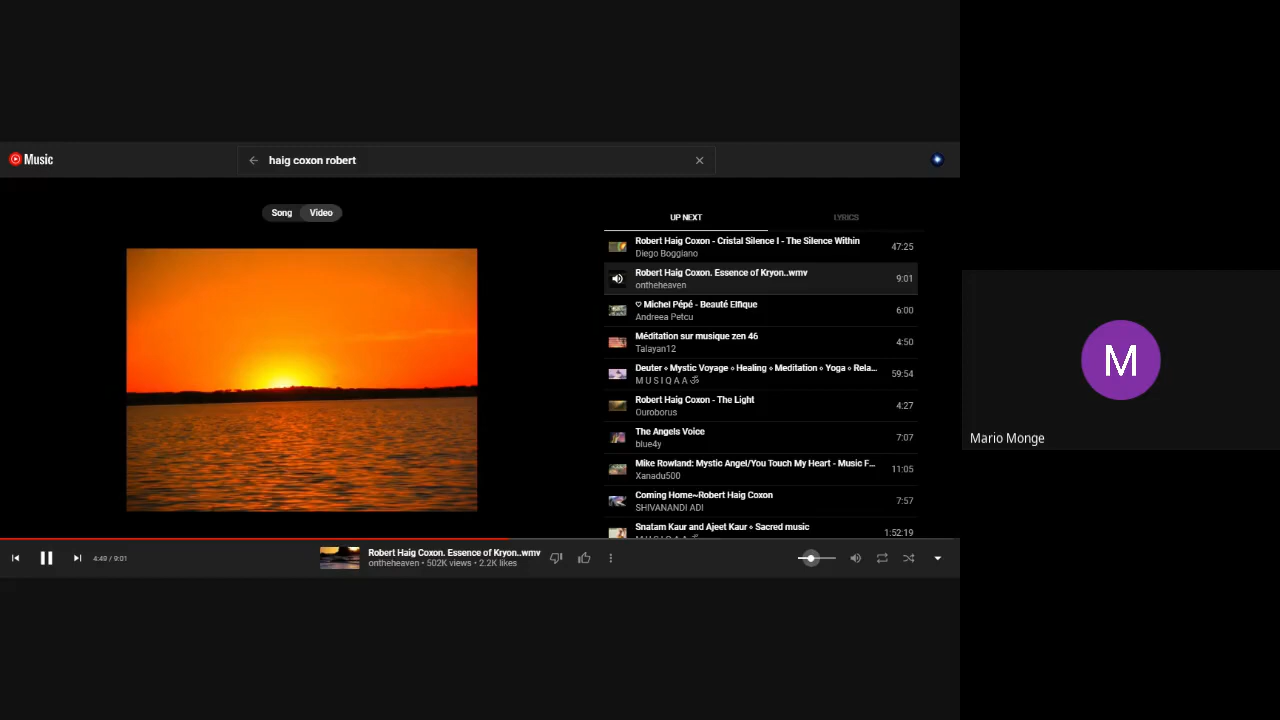 Music
haig coxon robert
Song
Video
UP NEXT
LYRICS
Robert Haig Coxon - Cristal Silence I - The Silence Within
Diego Boggiano
47:25
Robert Haig Coxon. Essence of Kryon..wmv
ontheheaven
9:01
♡ Michel Pépé - Beauté Elfique
Andreea Petcu
6:00
Méditation sur musique zen 46
Talayan12
4:50
Deuter ⋄ Mystic Voyage ⋄ Healing ⋄ Meditation ⋄ Yoga ⋄ Rela...
M U S I Q A A ॐ
59:54
Robert Haig Coxon - The Light
Ouroborus
4:27
The Angels Voice
blue4y
7:07
Mike Rowland: Mystic Angel/You Touch My Heart - Music F...
Xanadu500
11:05
Coming Home~Robert Haig Coxon
SHIVANANDI ADI
7:57
Snatam Kaur and Ajeet Kaur ⋄ Sacred music
M U S I Q A A ॐ
1:52:19
4:49 / 9:01
Robert Haig Coxon. Essence of Kryon..wmv
ontheheaven • 502K views • 2.2K likes
M
Mario Monge